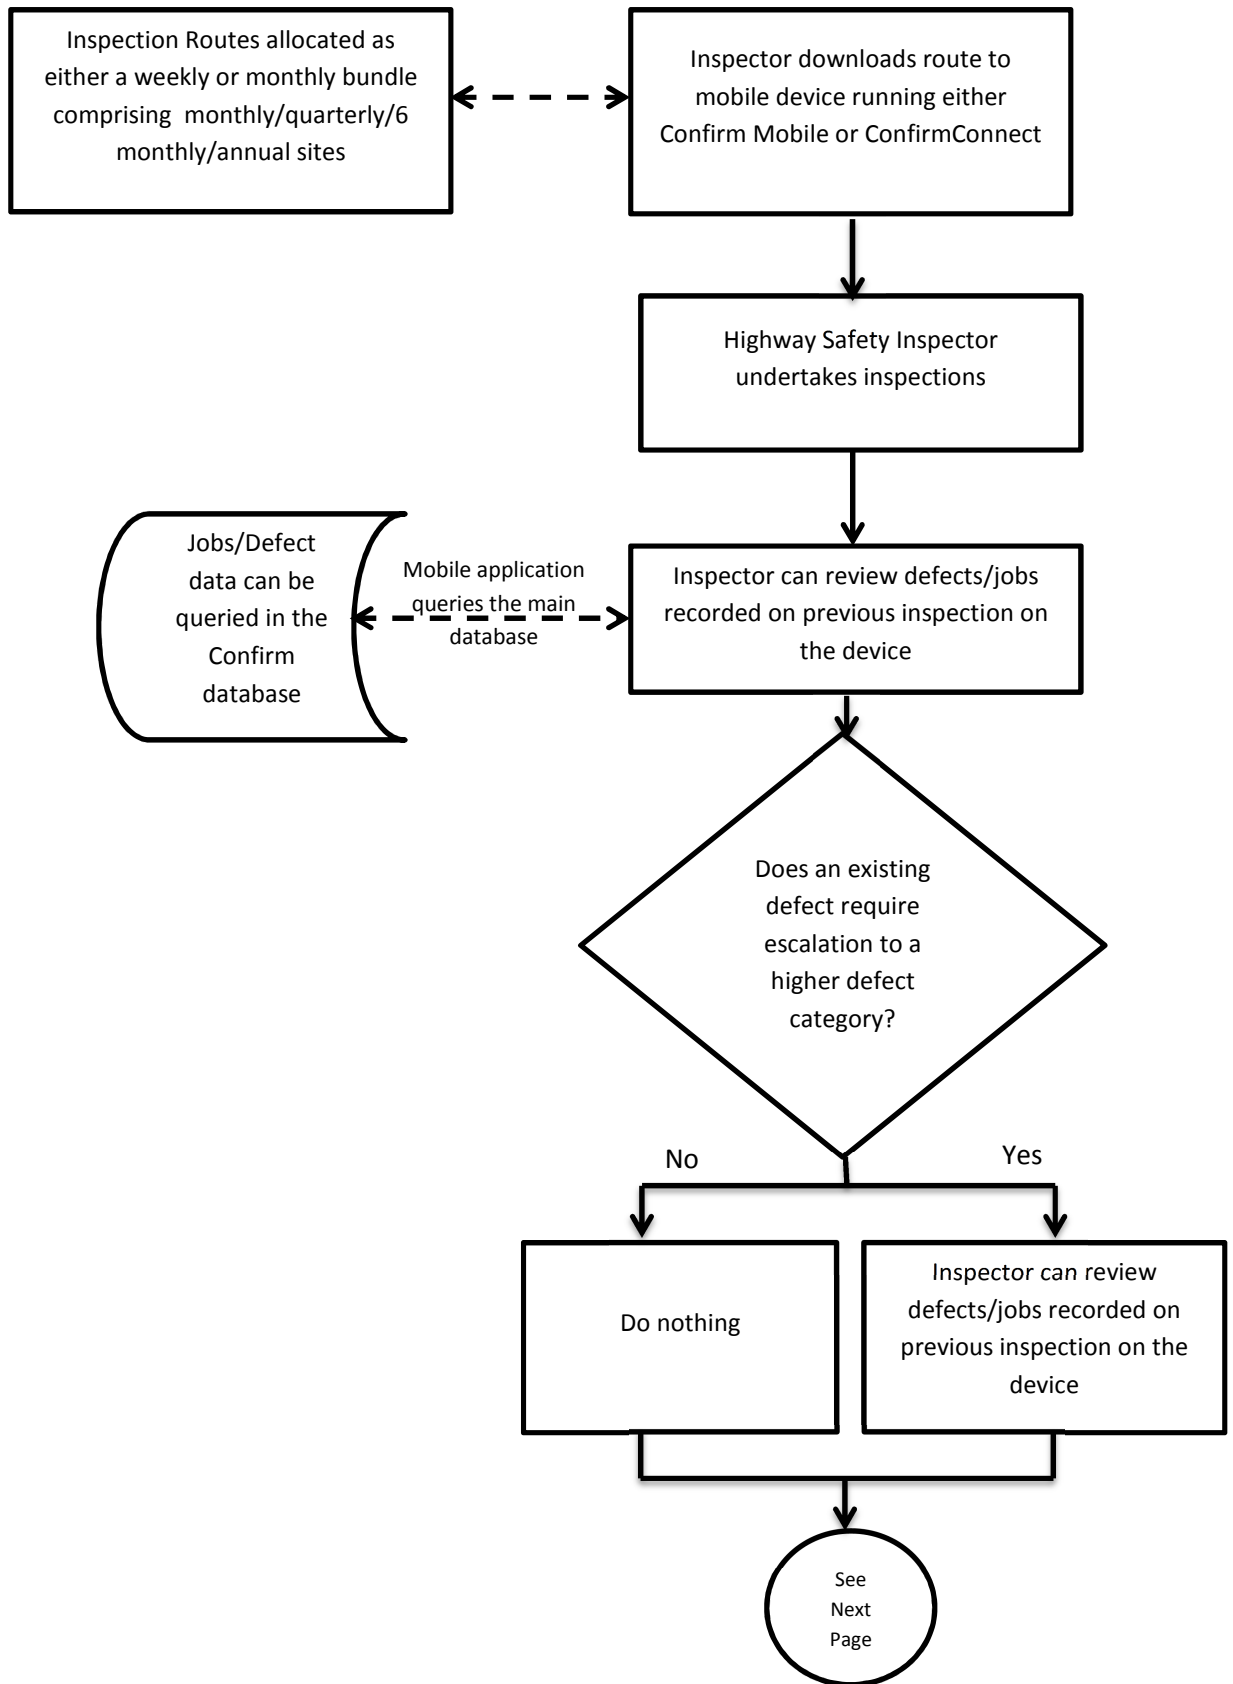 Inspection Routes allocated as
either a weekly or monthly bundle
comprising  monthly/quarterly/6
monthly/annual sites
Inspector downloads route to
mobile device running either
Confirm Mobile or ConfirmConnect
Highway Safety Inspector
undertakes inspections
Jobs/Defect
data can be
queried in the
Confirm
database
Mobile application
queries the main
database
Inspector can review defects/jobs
recorded on previous inspection on
the device
Does an existing
defect require
escalation to a
higher defect
category?
No
Yes
Do nothing
Inspector can review
defects/jobs recorded on
previous inspection on the
device
See
Next
Page